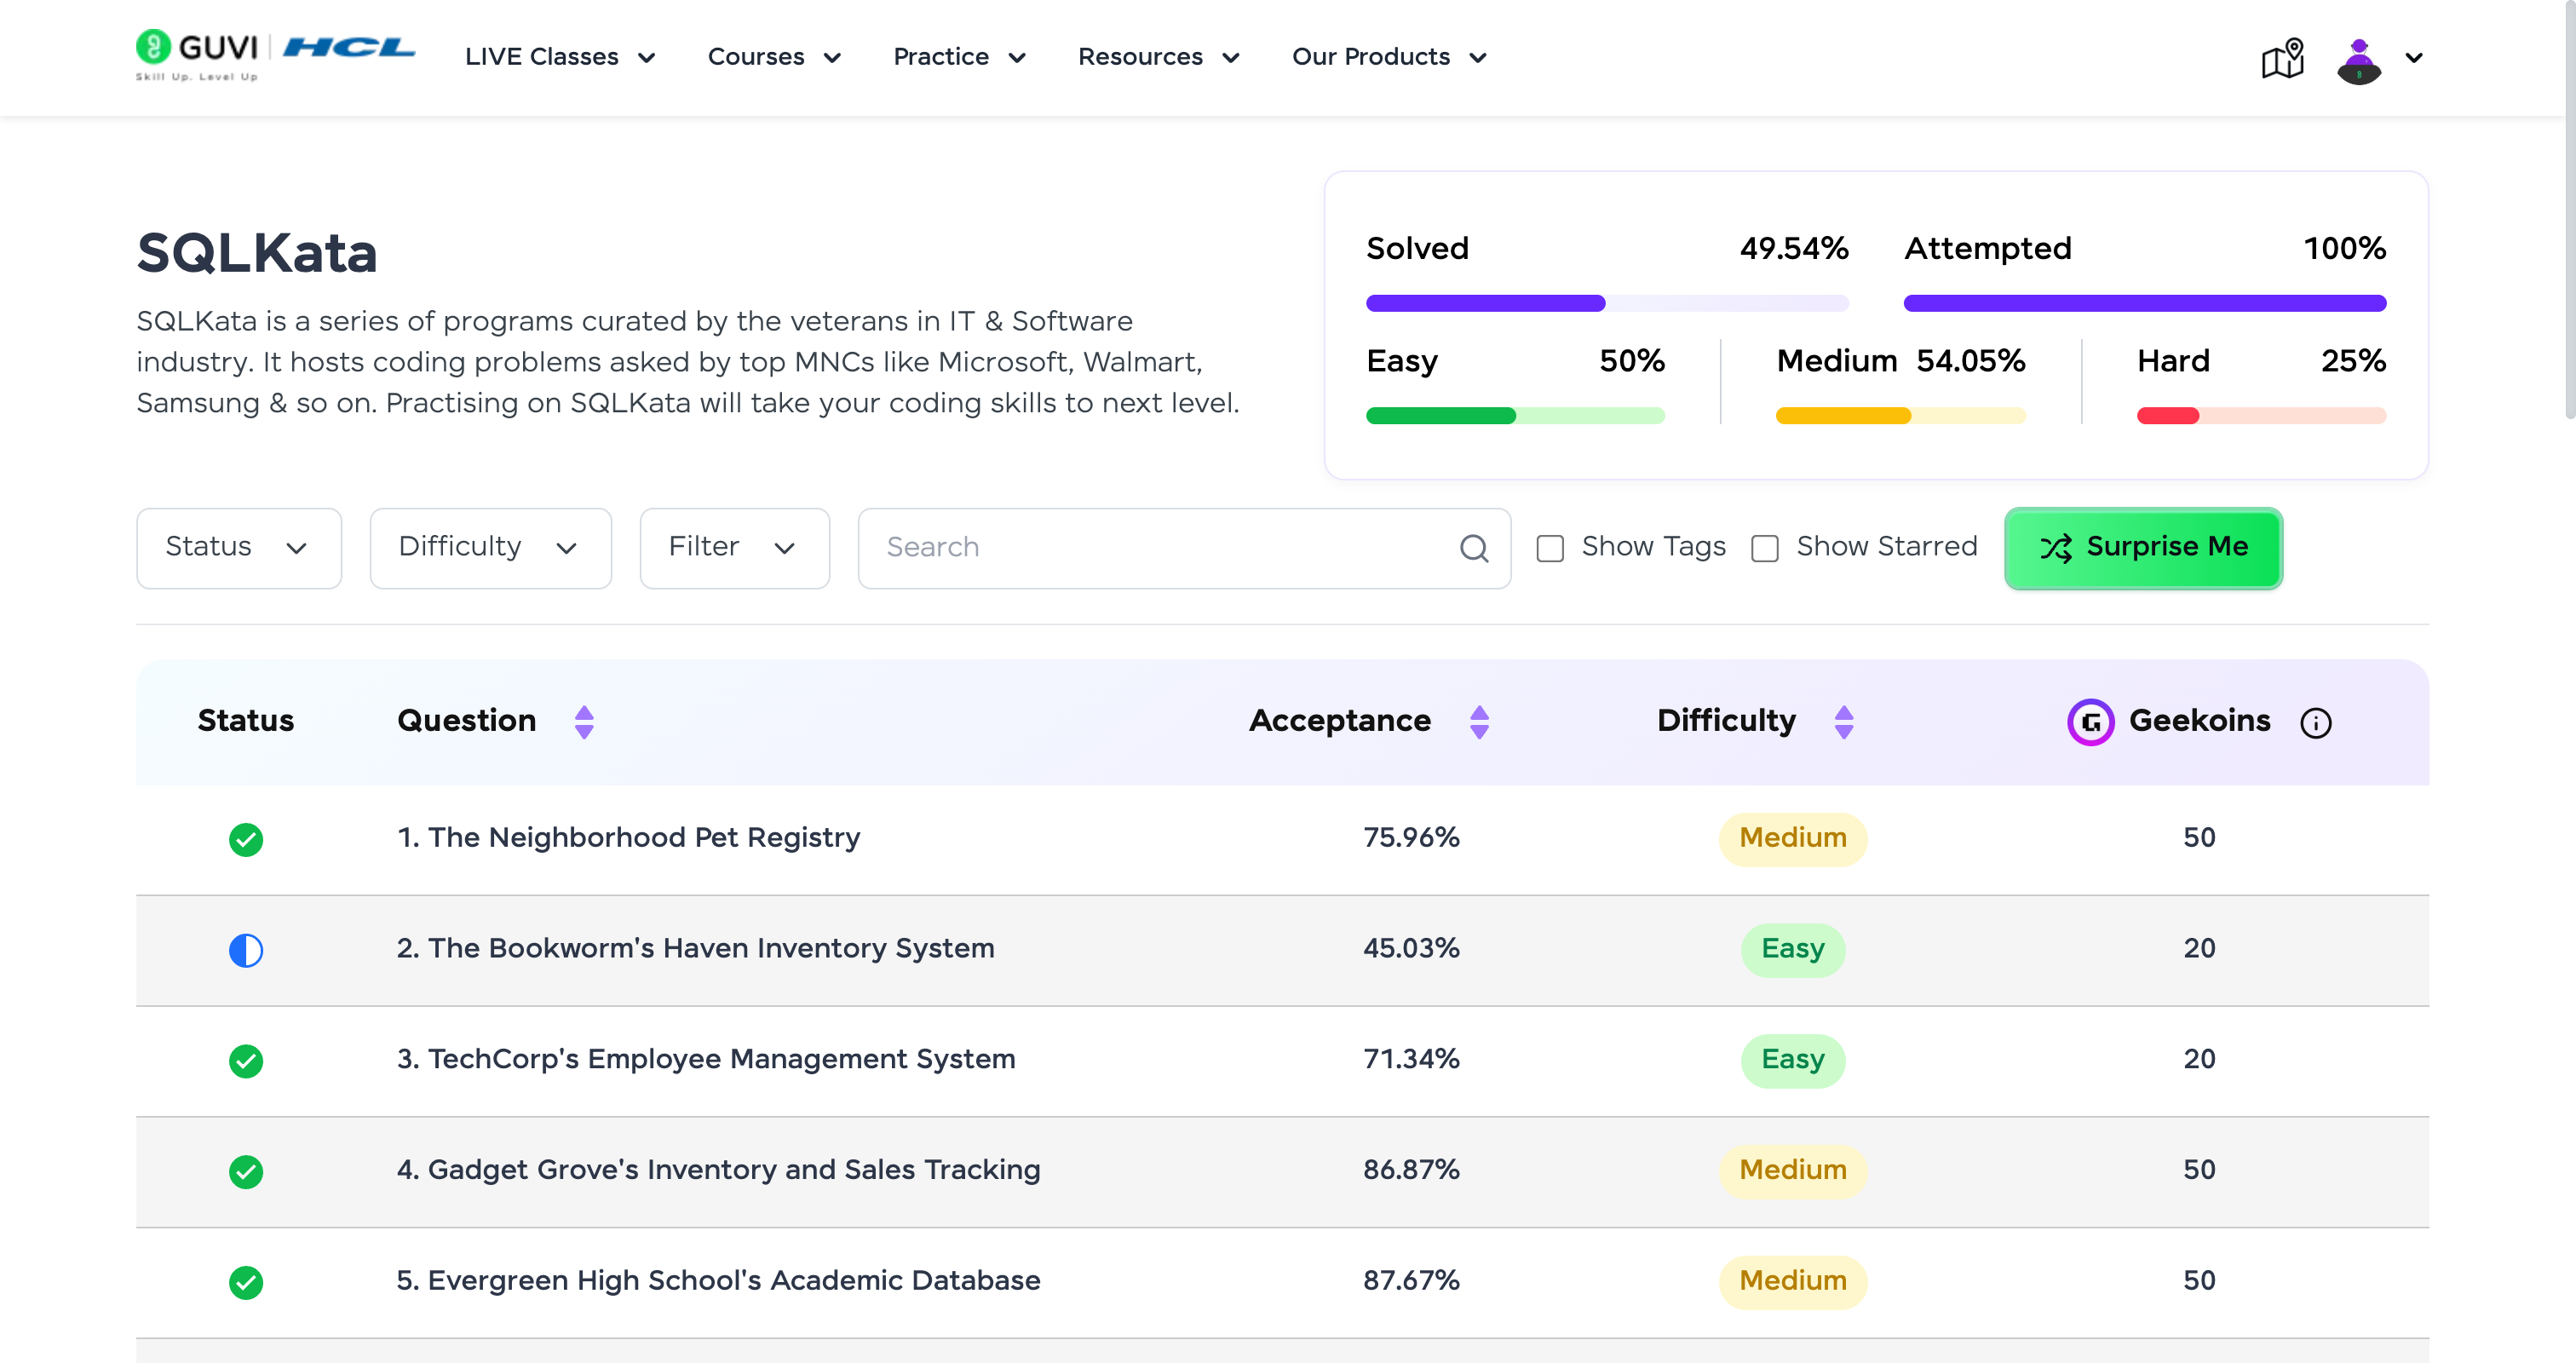 GUVI HCL
Skill Up. Level Up
LIVE Classes Courses Practice Resources Our Products
SQLKata
SQLKata is a series of programs curated by the veterans in IT & Software
industry. It hosts coding problems asked by top MNCs like Microsoft, Walmart,
Samsung & so on. Practising on SQLKata will take your coding skills to next level.
Solved 49.54% Attempted 100%
Easy 50% Medium 54.05% Hard 25%
Status Difficulty Filter Search Show Tags Show Starred Surprise Me
Status Question Acceptance Difficulty G Geekoins
1. The Neighborhood Pet Registry 75.96% Medium 50
2. The Bookworm's Haven Inventory System 45.03% Easy 20
3. TechCorp's Employee Management System 71.34% Easy 20
4. Gadget Grove's Inventory and Sales Tracking 86.87% Medium 50
5. Evergreen High School's Academic Database 87.67% Medium 50